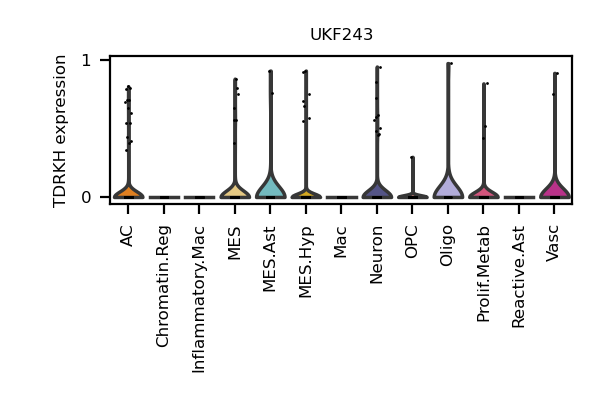 UKF243
TDRKH expression
1
0
AC
Chromatin.Reg
Inflammatory.Mac
MES
MES.Ast
MES.Hyp
Mac
Neuron
OPC
Oligo
Prolif.Metab
Reactive.Ast
Vasc